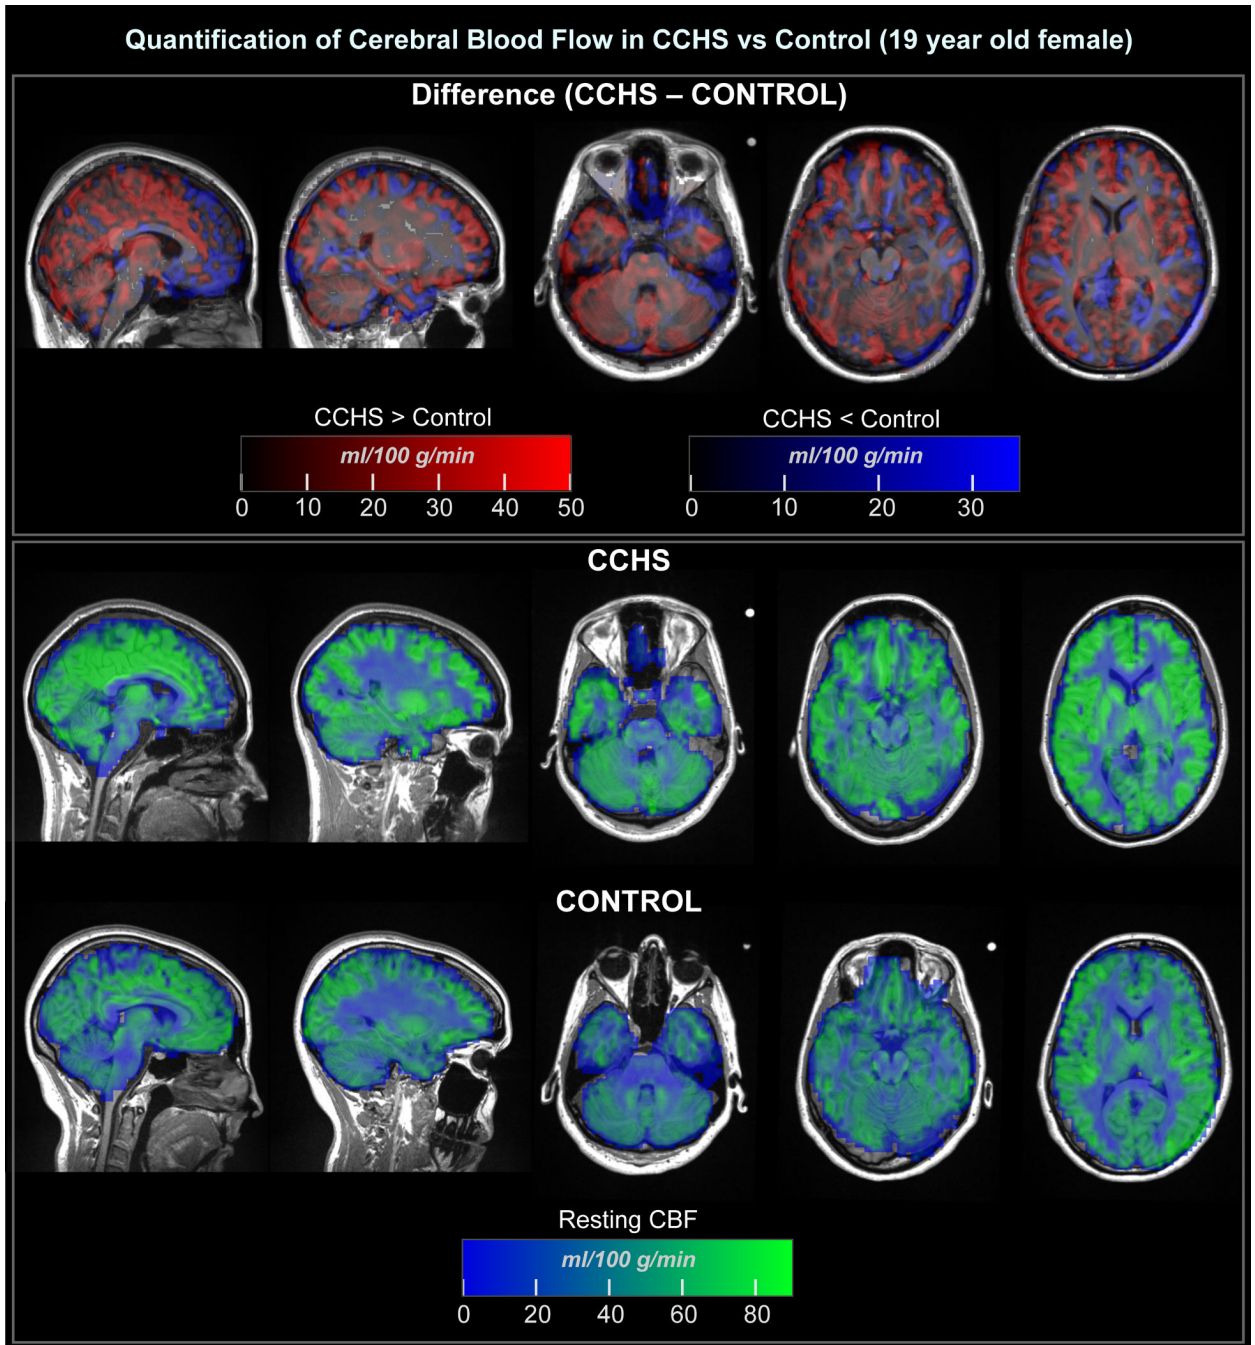 Quantification of Cerebral Blood Flow in CCHS vs Control (19 year old female)
Difference (CCHS – CONTROL)
CCHS > Control
ml/100 g/min
0 10 20 30 40 50
CCHS < Control
ml/100 g/min
0 10 20 30
CCHS
CONTROL
Resting CBF
ml/100 g/min
0 20 40 60 80